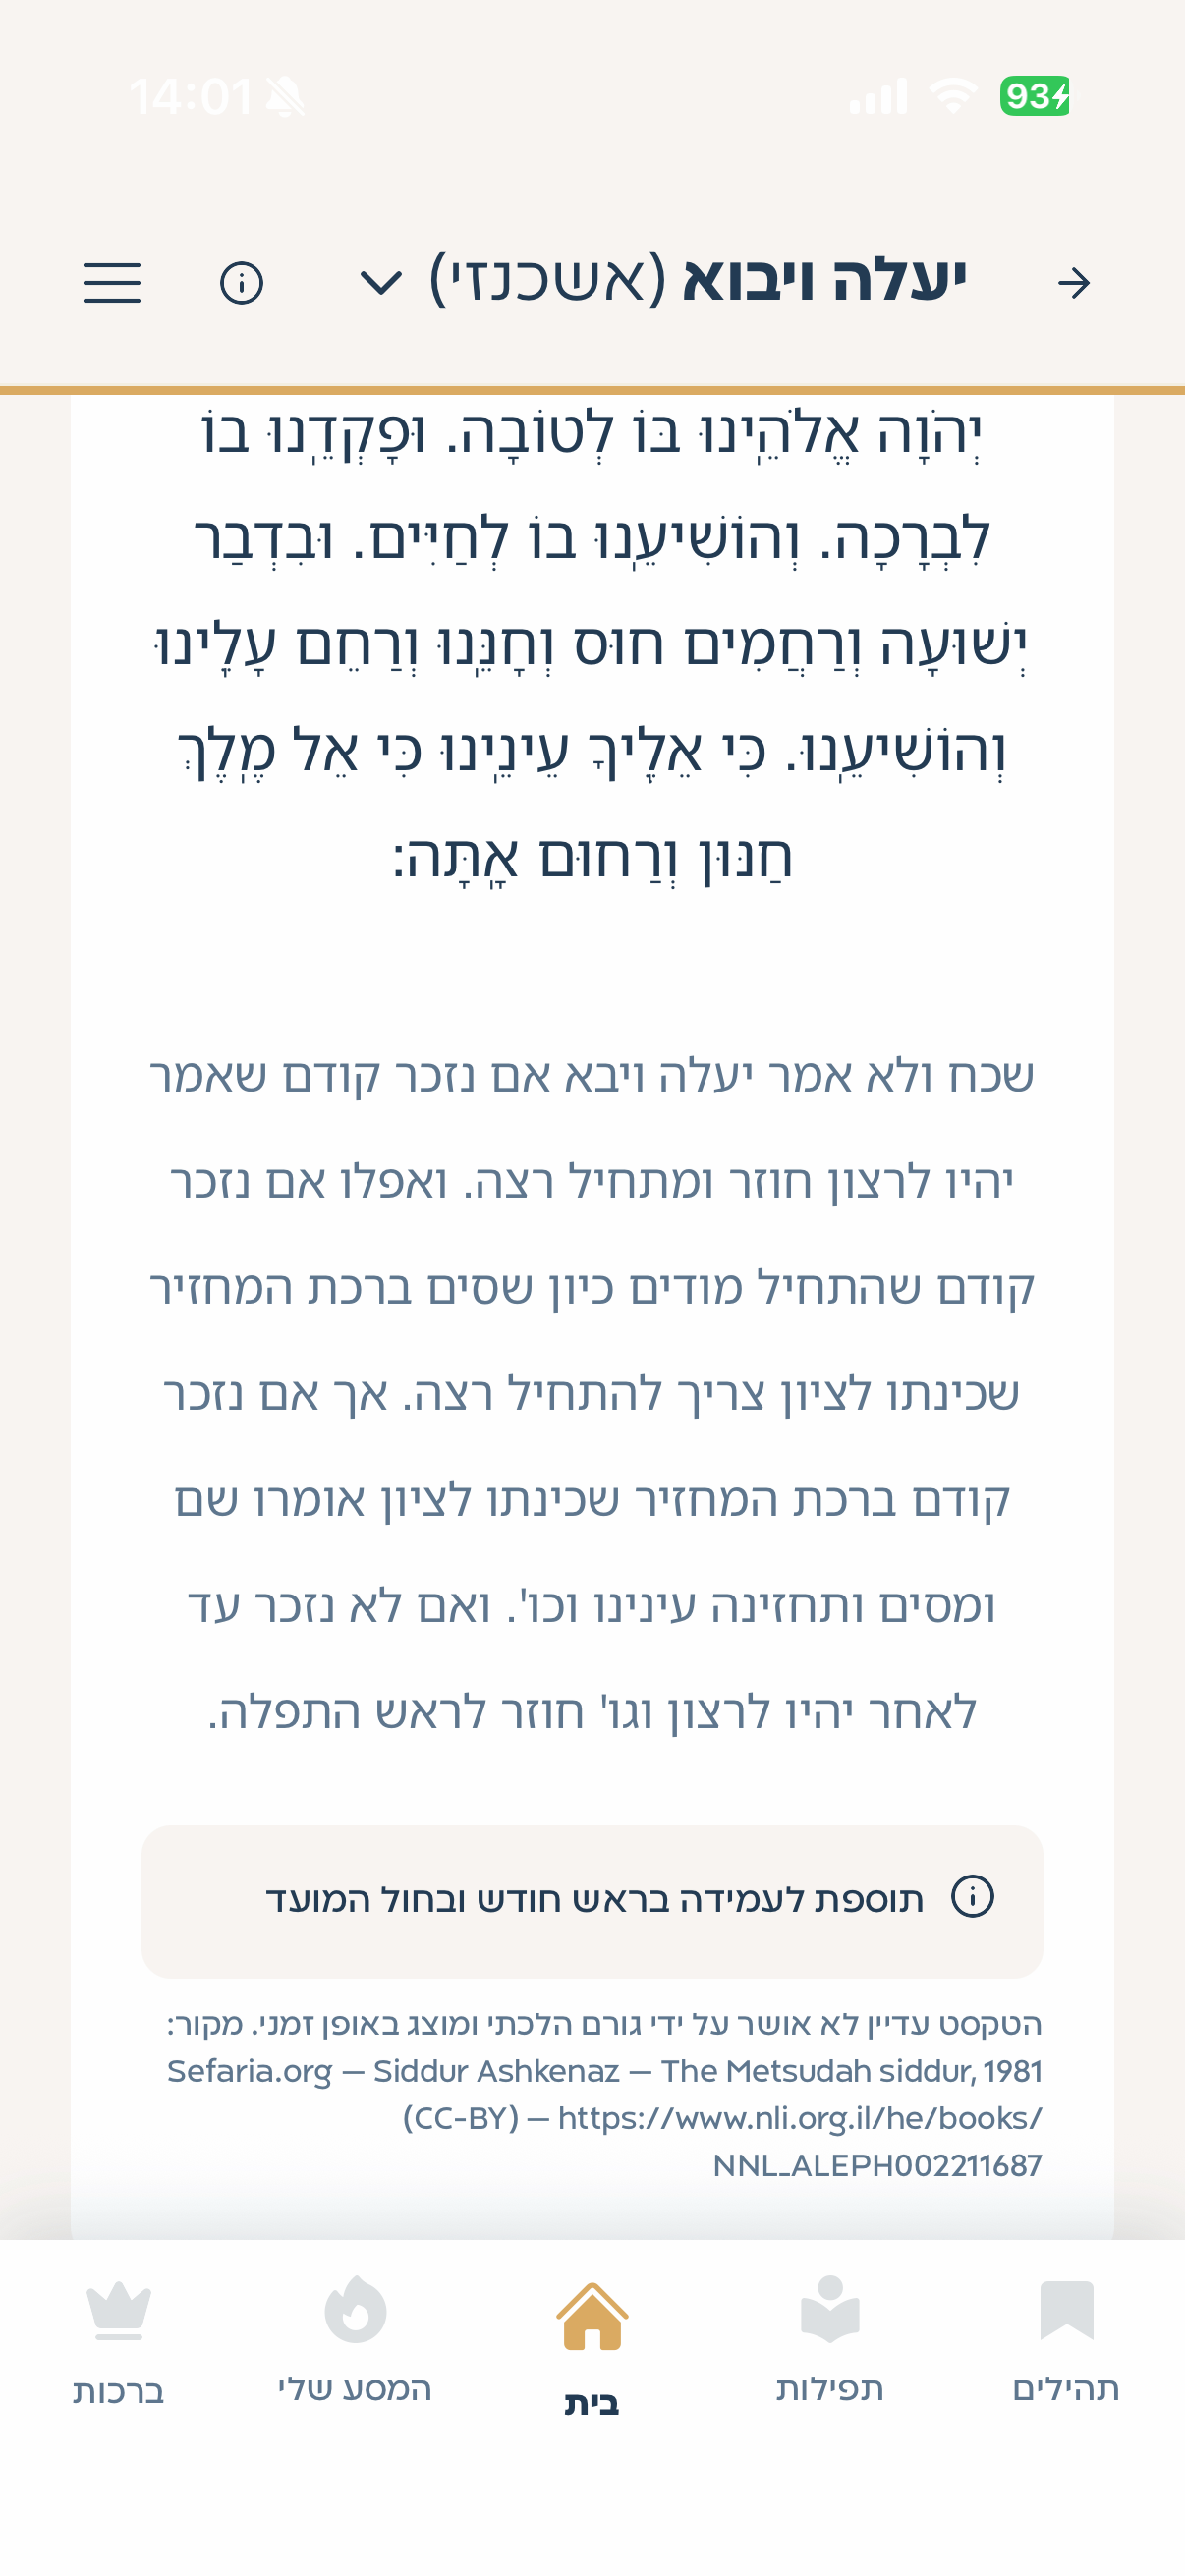 14:01
93
יעלה ויבוא (אשכנזי)
יְהֹוָה אֱלֹהֵֽינוּ בּוֹ לְטוֹבָה. וּפָקְדֵֽנוּ בוֹ
לִבְרָכָה. וְהוֹשִׁיעֵֽנוּ בוֹ לְחַיִּים. וּבִדְבַר
יְשׁוּעָה וְרַחֲמִים חוּס וְחָנֵּֽנוּ וְרַחֵם עָלֵֽינוּ
וְהוֹשִׁיעֵֽנוּ. כִּי אֵלֶֽיךָ עֵינֵֽינוּ כִּי אֵל מֶֽלֶךְ
חַנּוּן וְרַחוּם אָֽתָּה:
שכח ולא אמר יעלה ויבא אם נזכר קודם שאמר
יהיו לרצון חוזר ומתחיל רצה. ואפלו אם נזכר
קודם שהתחיל מודים כיון שסים ברכת המחזיר
שכינתו לציון צריך להתחיל רצה. אך אם נזכר
קודם ברכת המחזיר שכינתו לציון אומרו שם
ומסים ותחזינה עינינו וכו'. ואם לא נזכר עד
לאחר יהיו לרצון וגו' חוזר לראש התפלה.
תוספת לעמידה בראש חודש ובחול המועד
הטקסט עדיין לא אושר על ידי גורם הלכתי ומוצג באופן זמני. מקור:
Sefaria.org – Siddur Ashkenaz – The Metsudah siddur, 1981
(CC-BY) – https://www.nli.org.il/he/books/
NNL_ALEPH002211687
תהילים
תפילות
בית
המסע שלי
ברכות